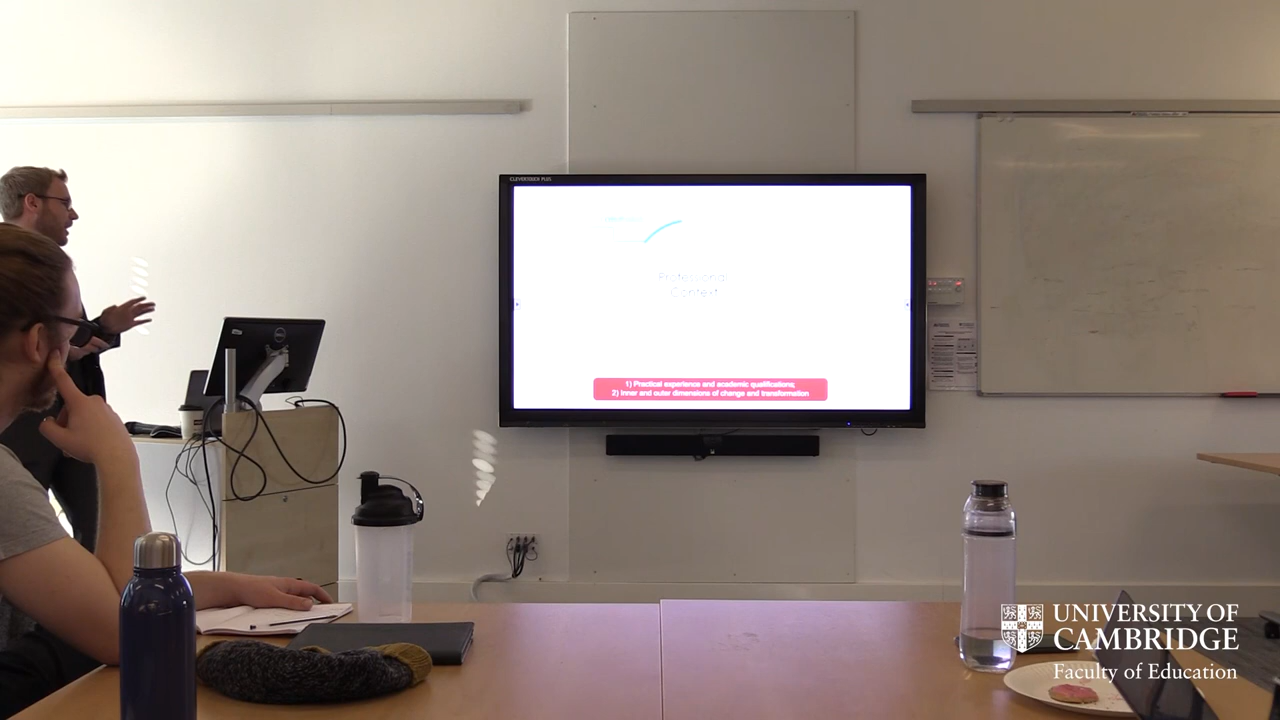 CLEVERTOUCH PLUS
Professional
Context
1) Practical experience and academic qualifications;
2) Inner and outer dimensions of change and transformation
DELL
UNIVERSITY OF
CAMBRIDGE
Faculty of Education